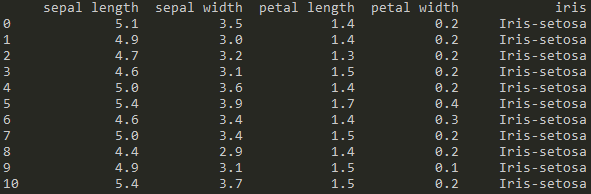 sepal length sepal width petal length petal width iris
0 5.1 3.5 1.4 0.2 Iris-setosa
1 4.9 3.0 1.4 0.2 Iris-setosa
2 4.7 3.2 1.3 0.2 Iris-setosa
3 4.6 3.1 1.5 0.2 Iris-setosa
4 5.0 3.6 1.4 0.2 Iris-setosa
5 5.4 3.9 1.7 0.4 Iris-setosa
6 4.6 3.4 1.4 0.3 Iris-setosa
7 5.0 3.4 1.5 0.2 Iris-setosa
8 4.4 2.9 1.4 0.2 Iris-setosa
9 4.9 3.1 1.5 0.1 Iris-setosa
10 5.4 3.7 1.5 0.2 Iris-setosa